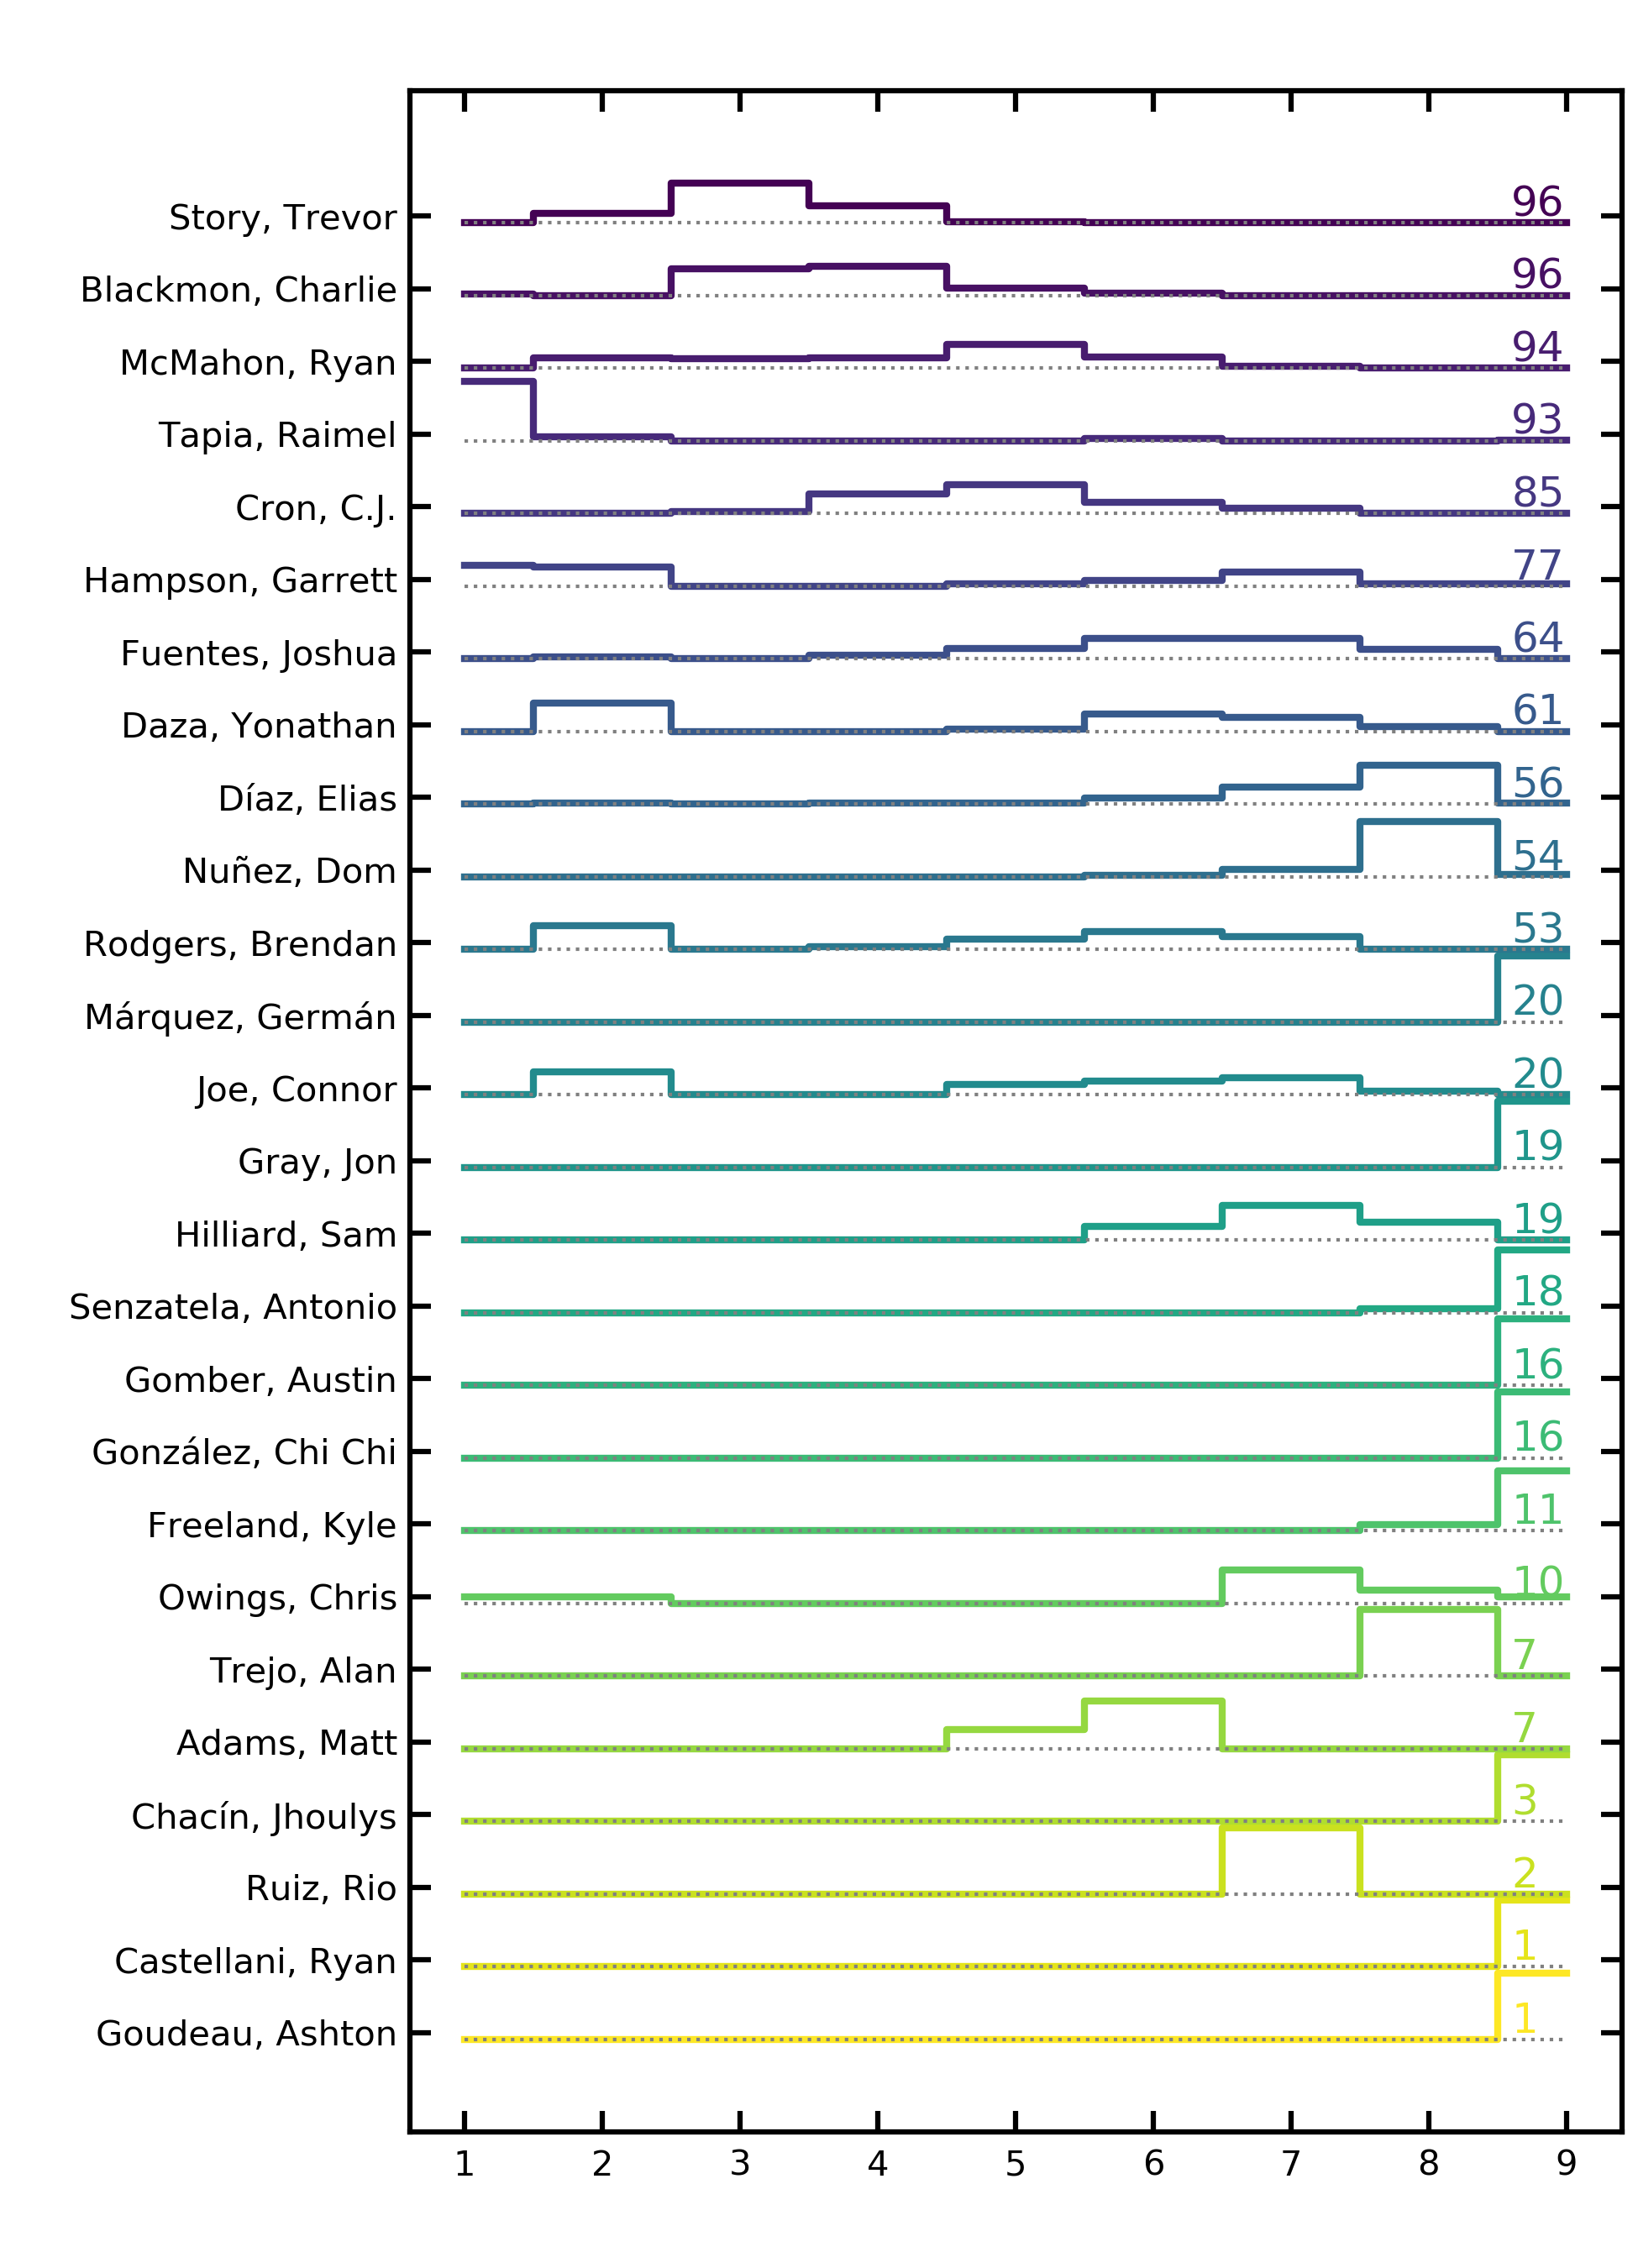 Story, Trevor 96
Blackmon, Charlie 96
McMahon, Ryan 94
Tapia, Raimel 93
Cron, C.J. 85
Hampson, Garrett 77
Fuentes, Joshua 64
Daza, Yonathan 61
Díaz, Elias 56
Nuñez, Dom 54
Rodgers, Brendan 53
Márquez, Germán 20
Joe, Connor 20
Gray, Jon 19
Hilliard, Sam 19
Senzatela, Antonio 18
Gomber, Austin 16
González, Chi Chi 16
Freeland, Kyle 11
Owings, Chris 10
Trejo, Alan 7
Adams, Matt 7
Chacín, Jhoulys 3
Ruiz, Rio 2
Castellani, Ryan 1
Goudeau, Ashton 1
1 2 3 4 5 6 7 8 9